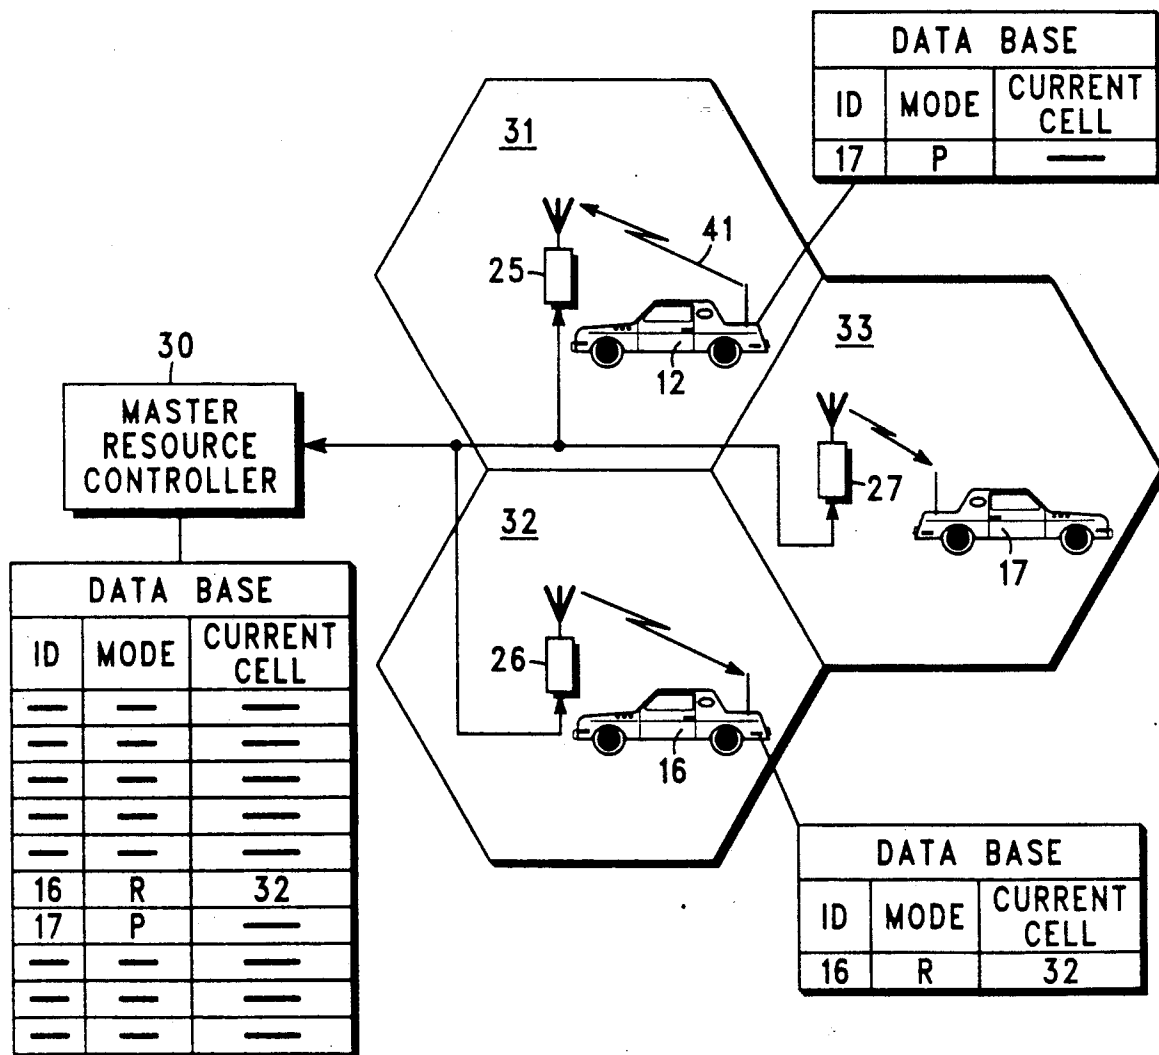 DATA BASE
ID MODE CURRENT CELL
17 P —
31
41
25
12
33
30
MASTER
RESOURCE
CONTROLLER
27
17
32
26
16
DATA BASE
ID MODE CURRENT CELL
— — —
— — —
— — —
— — —
— — —
16 R 32
17 P —
— — —
— — —
— — —
DATA BASE
ID MODE CURRENT CELL
16 R 32